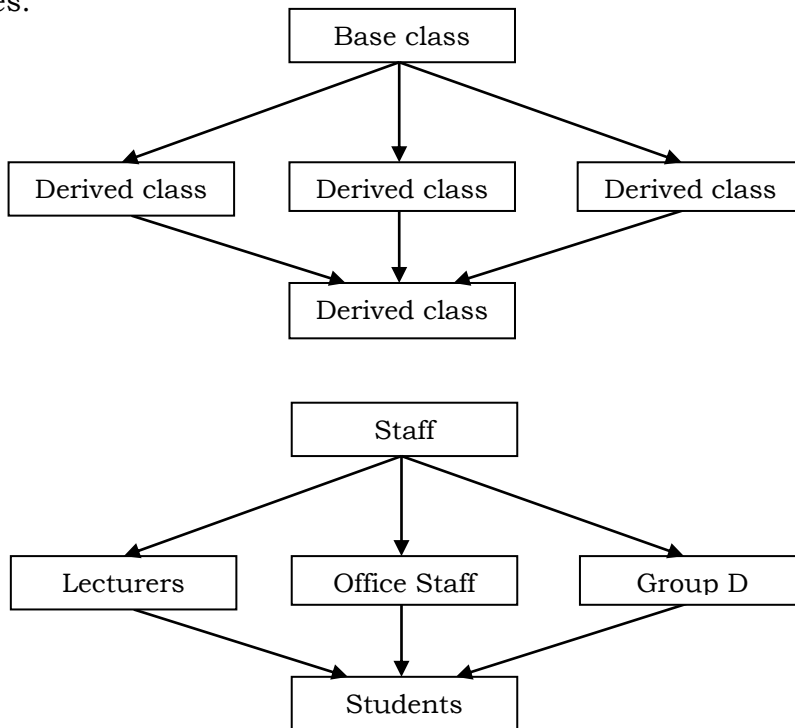 es.
Base class
Derived class Derived class Derived class
Derived class
Staff
Lecturers Office Staff Group D
Students